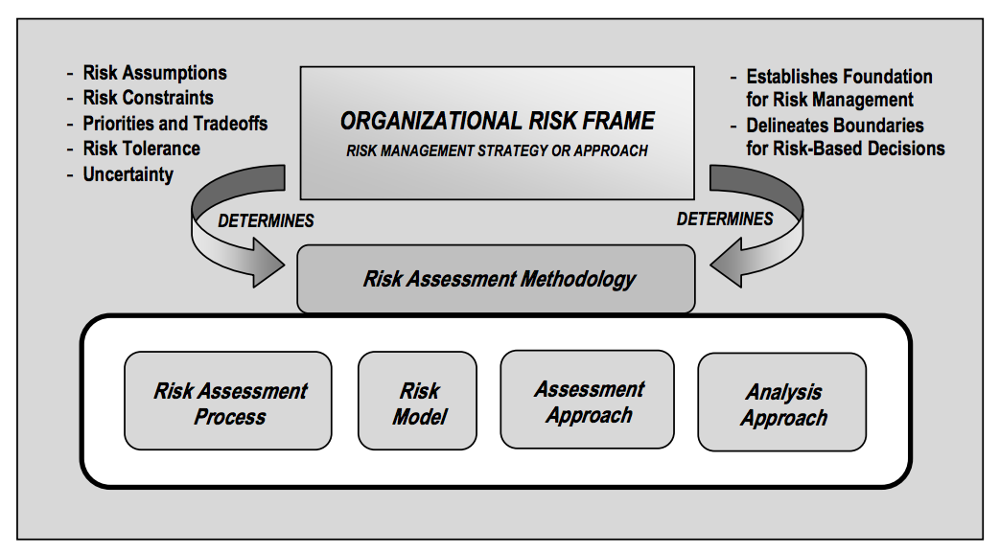 - Risk Assumptions
- Risk Constraints
- Priorities and Tradeoffs
- Risk Tolerance
- Uncertainty
ORGANIZATIONAL RISK FRAME
RISK MANAGEMENT STRATEGY OR APPROACH
- Establishes Foundation
for Risk Management
- Delineates Boundaries
for Risk-Based Decisions
DETERMINES
DETERMINES
Risk Assessment Methodology
Risk Assessment
Process
Risk
Model
Assessment
Approach
Analysis
Approach